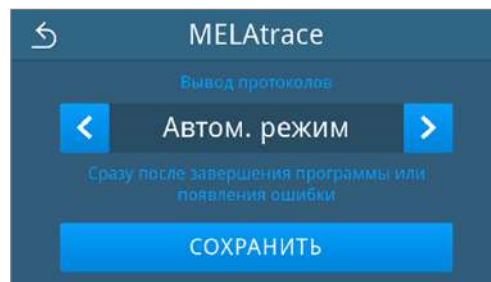 MELAtrace
Вывод протоколов
Автом. режим
Сразу после завершения программы или
появления ошибки
СОХРАНИТЬ